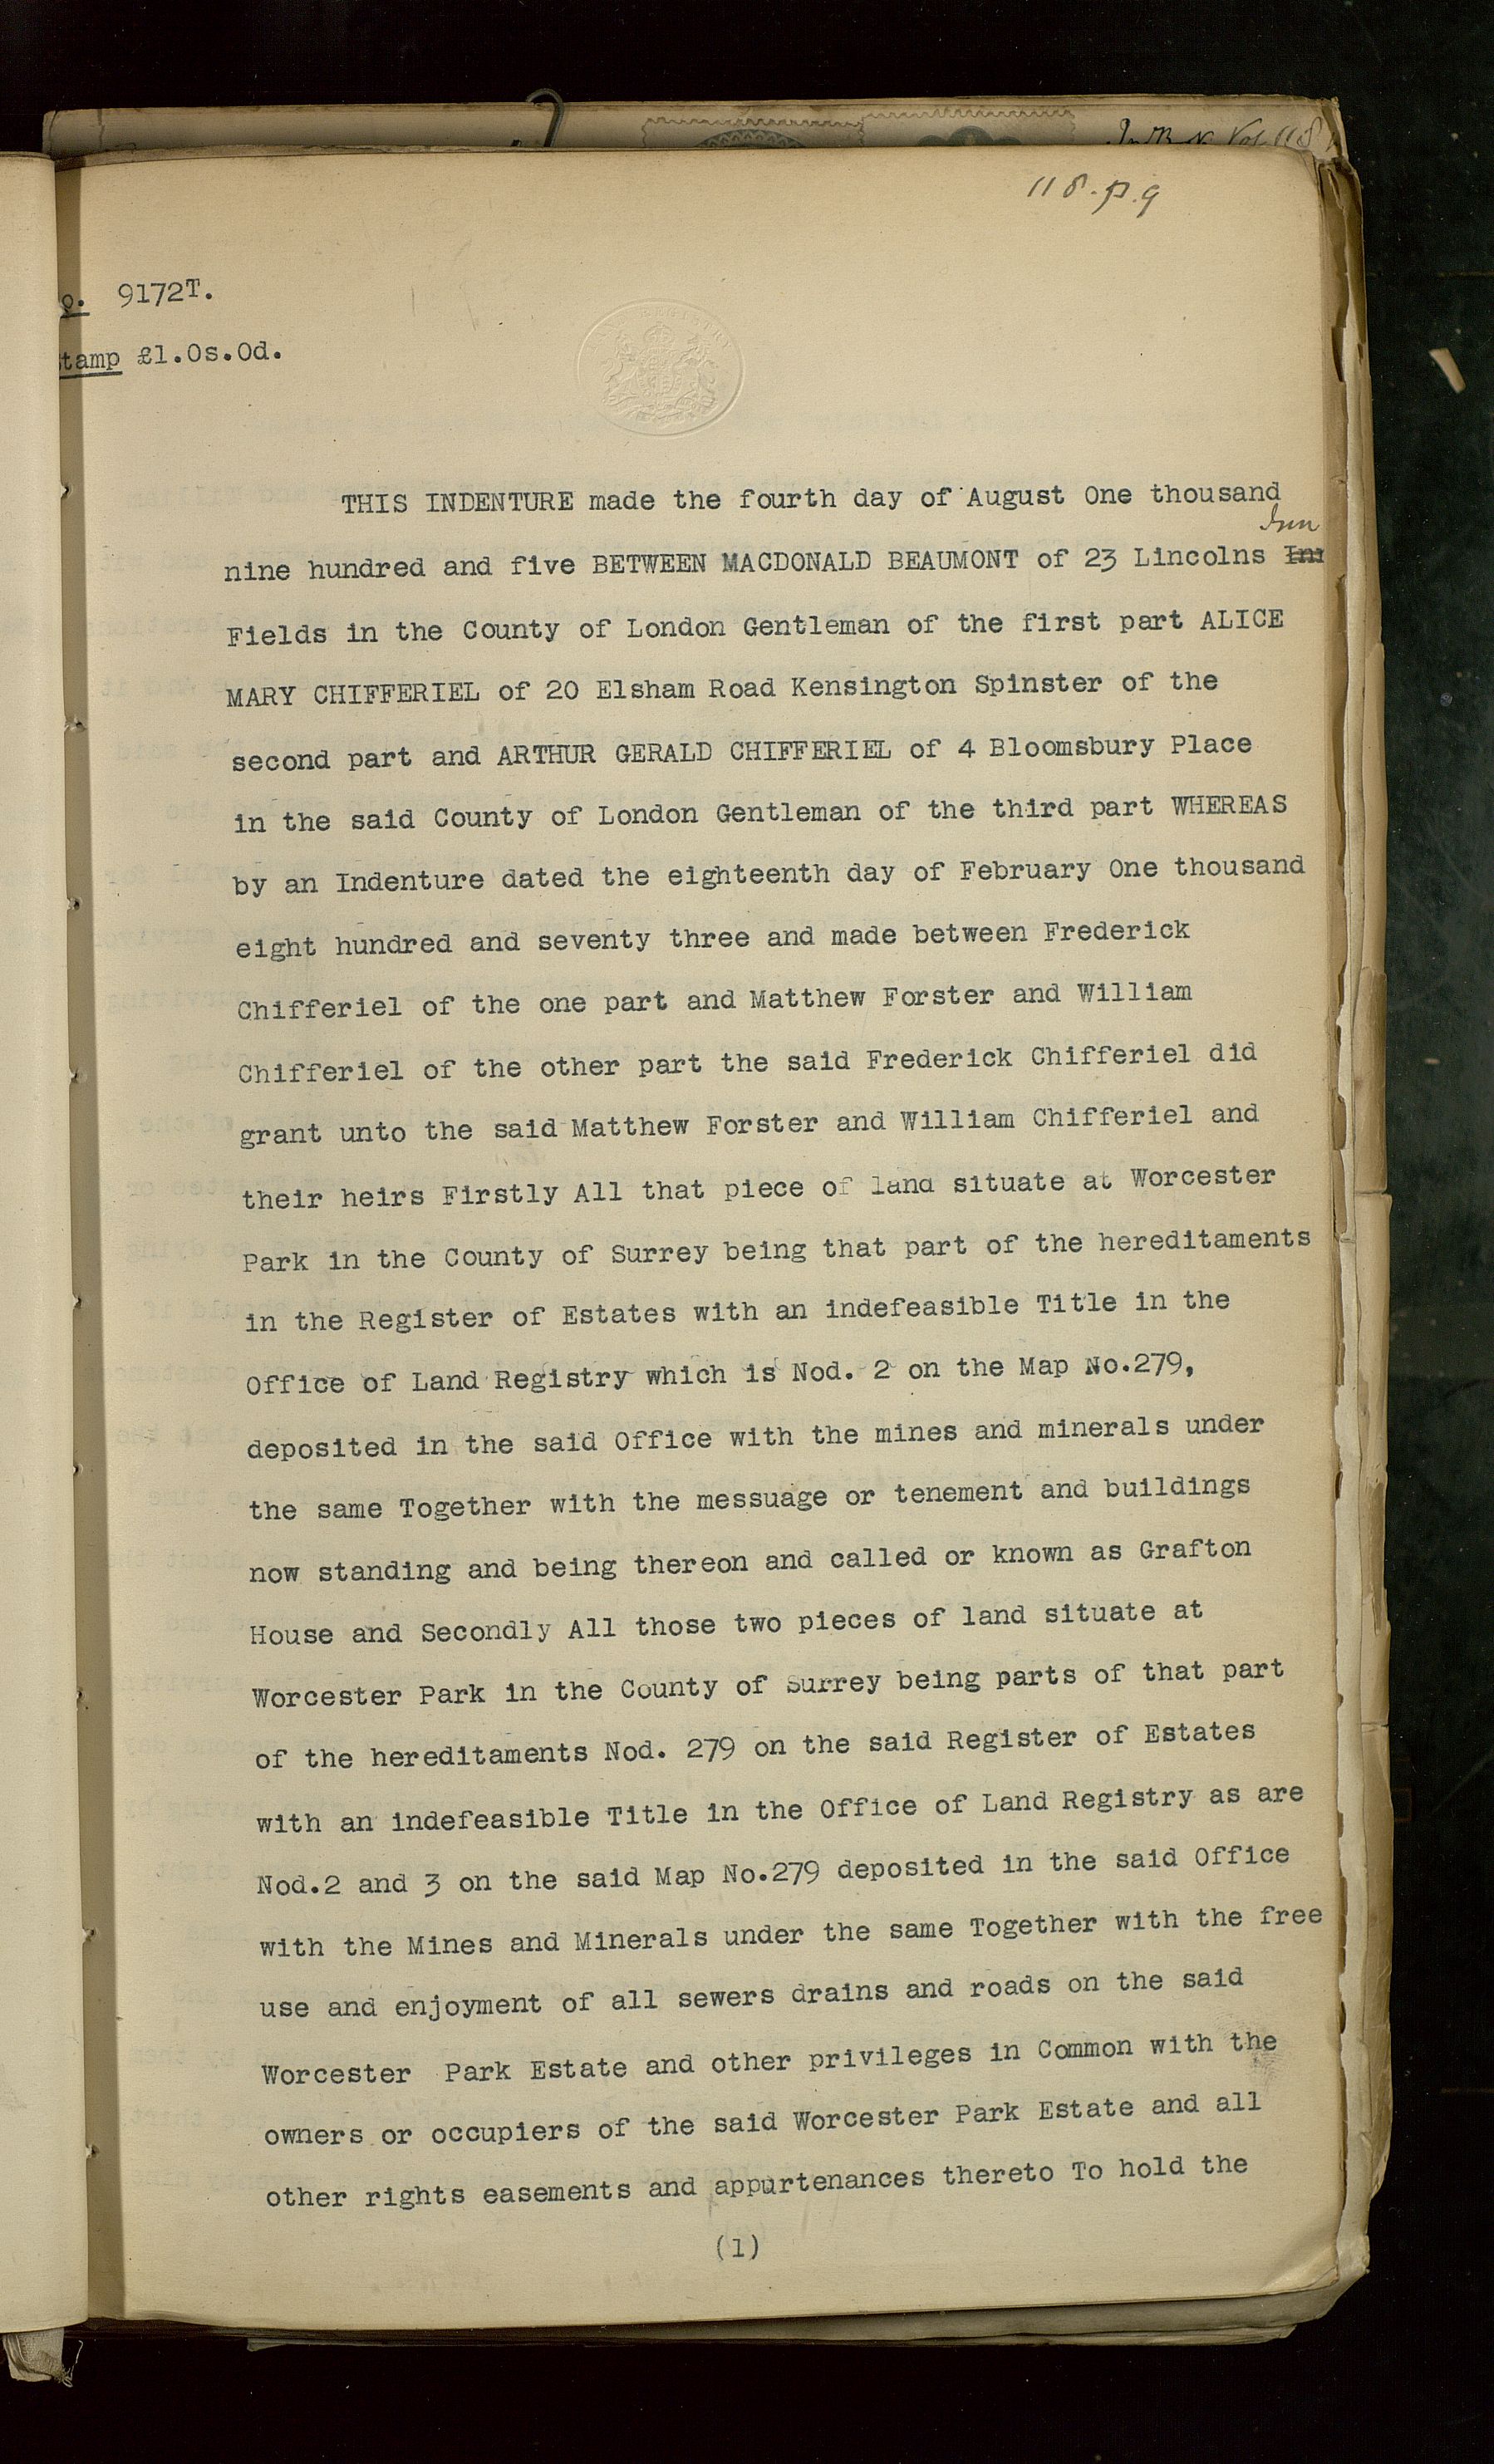 118.p.9
o. 9172T.
Stamp £1.0s.0d.
THIS INDENTURE made the fourth day of August One thousand
Inn
nine hundred and five BETWEEN MACDONALD BEAUMONT of 23 Lincolns
Fields in the County of London Gentleman of the first part ALICE
MARY CHIFFERIEL of 20 Elsham Road Kensington Spinster of the
second part and ARTHUR GERALD CHIFFERIEL of 4 Bloomsbury Place
in the said County of London Gentleman of the third part WHEREAS
by an Indenture dated the eighteenth day of February One thousand
eight hundred and seventy three and made between Frederick
Chifferiel of the one part and Matthew Forster and William
Chifferiel of the other part the said Frederick Chifferiel did
grant unto the said Matthew Forster and William Chifferiel and
their heirs Firstly All that piece of land situate at Worcester
Park in the County of Surrey being that part of the hereditaments
in the Register of Estates with an indefeasible Title in the
Office of Land Registry which is Nod. 2 on the Map No.279,
deposited in the said Office with the mines and minerals under
the same Together with the messuage or tenement and buildings
now standing and being thereon and called or known as Grafton
House and Secondly All those two pieces of land situate at
Worcester Park in the County of Surrey being parts of that part
of the hereditaments Nod. 279 on the said Register of Estates
with an indefeasible Title in the Office of Land Registry as are
Nod.2 and 3 on the said Map No.279 deposited in the said Office
with the Mines and Minerals under the same Together with the free
use and enjoyment of all sewers drains and roads on the said
Worcester Park Estate and other privileges in Common with the
owners or occupiers of the said Worcester Park Estate and all
other rights easements and appurtenances thereto To hold the
(1)